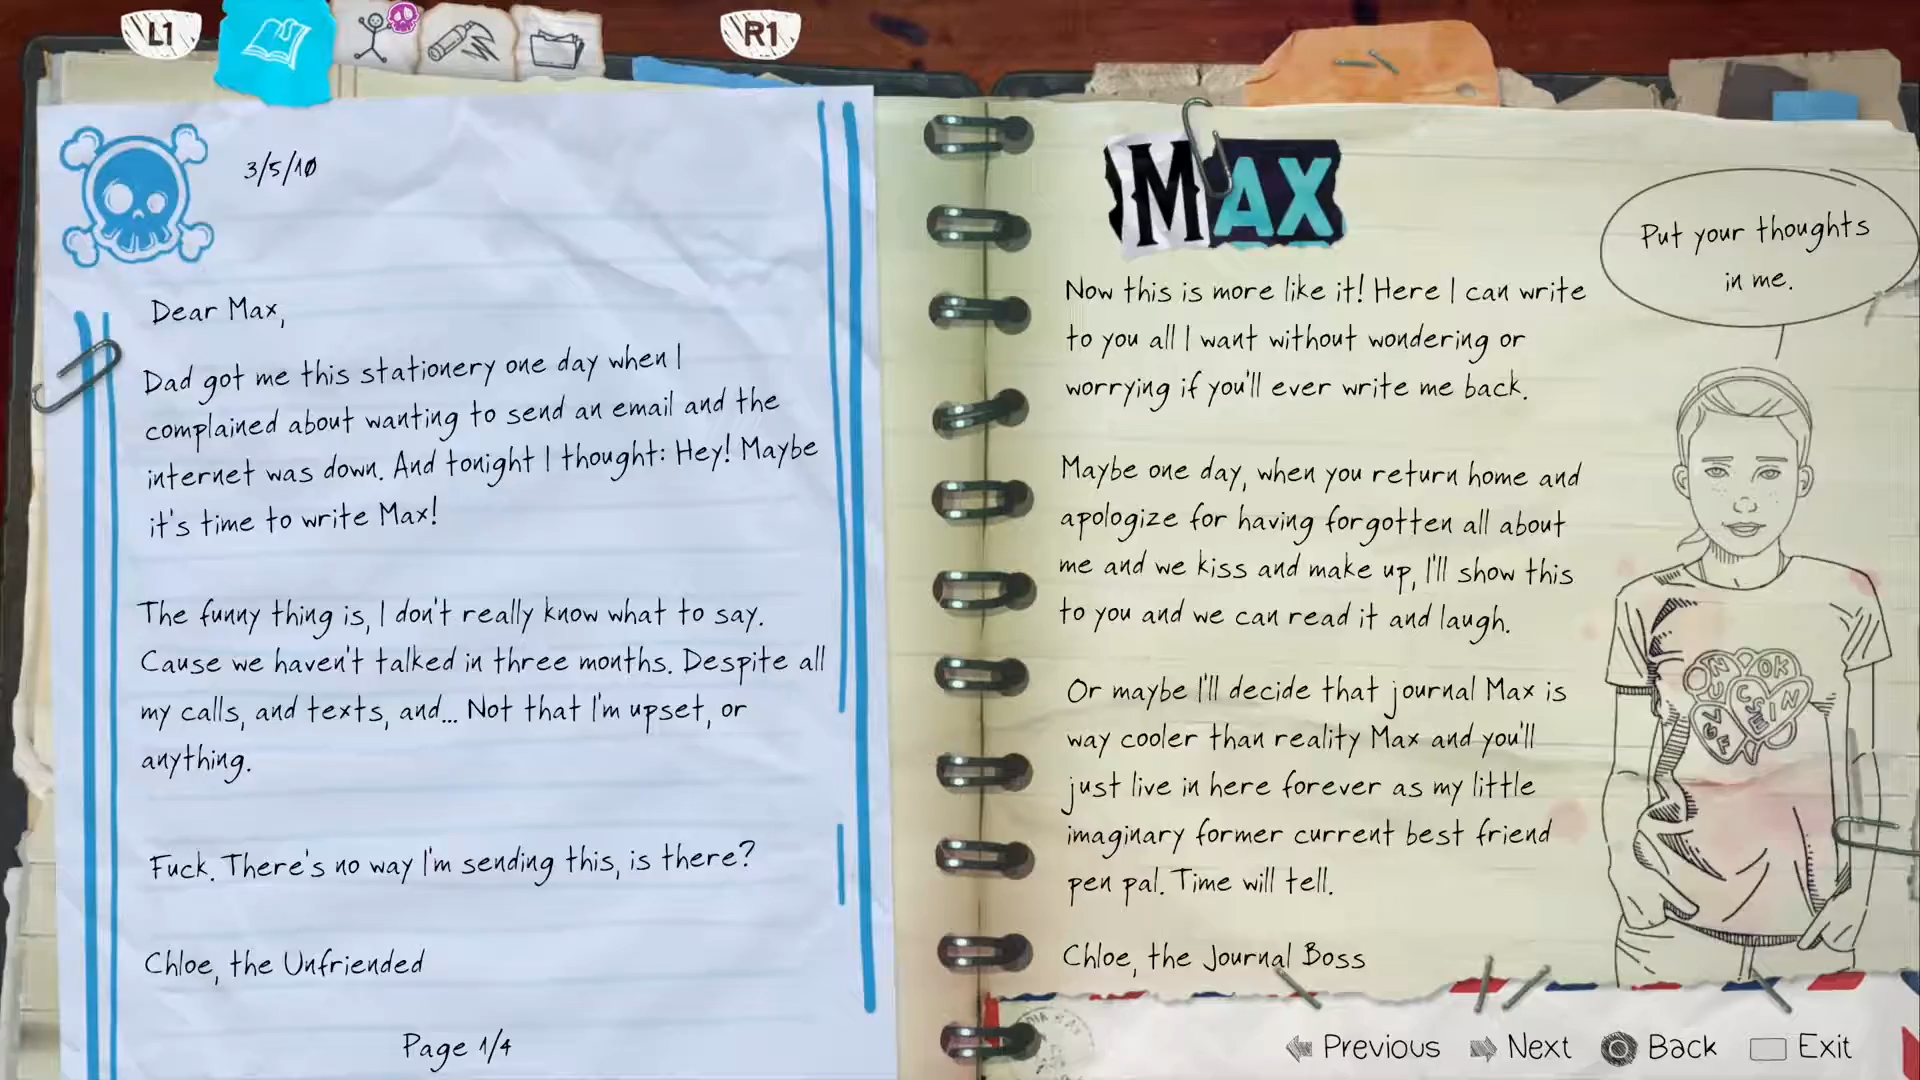 L1
R1
3/5/10
Dear Max,
Dad got me this stationery one day when I
complained about wanting to send an email and the
internet was down. And tonight I thought: Hey! Maybe
it's time to write Max!
The funny thing is, I don't really know what to say.
Cause we haven't talked in three months. Despite all
my calls, and texts, and... Not that I'm upset, or
anything.
Fuck. There's no way I'm sending this, is there?
Chloe, the Unfriended
Page 1/4
MAX
Now this is more like it! Here I can write
to you all I want without wondering or
worrying if you'll ever write me back.
Maybe one day, when you return home and
apologize for having forgotten all about
me and we kiss and make up, I'll show this
to you and we can read it and laugh.
Or maybe I'll decide that journal Max is
way cooler than reality Max and you'll
just live in here forever as my little
imaginary former current best friend
pen pal. Time will tell.
Chloe, the Journal Boss
Put your thoughts
in me.
Previous
Next
Back
Exit